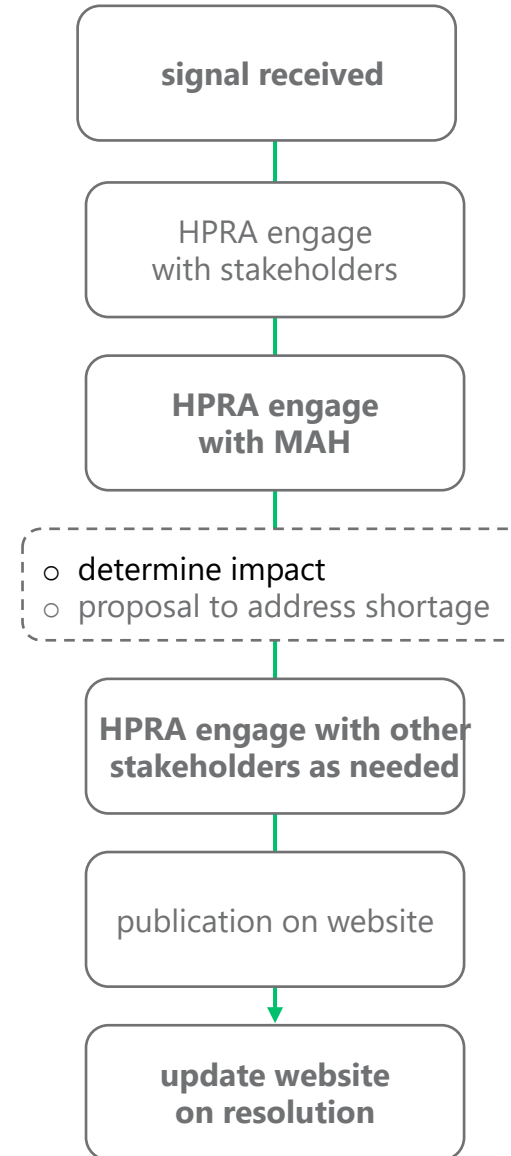 signal received
HPRA engage
with stakeholders
HPRA engage
with MAH
o determine impact
o proposal to address shortage
HPRA engage with other
stakeholders as needed
publication on website
update website
on resolution